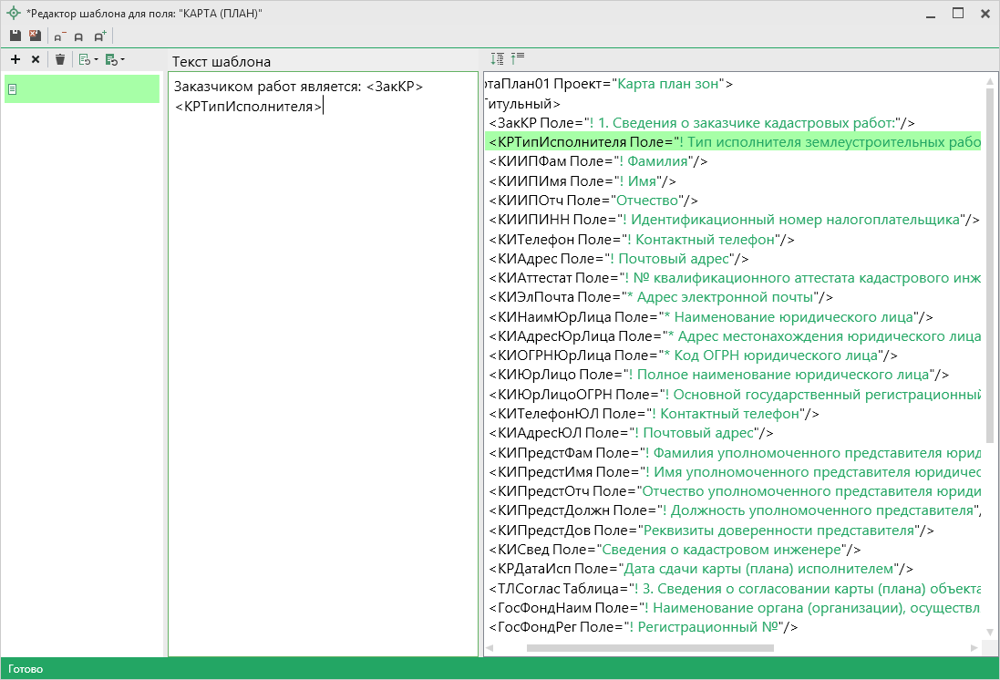 *Редактор шаблона для поля: "КАРТА (ПЛАН)"
Текст шаблона
Заказчиком работ является: <ЗакКР>
<КРТипИсполнителя>
Проект="Карта план зон">
<ЗакКР Поле="! 1. Сведения о заказчике кадастровых работ:"/>
<КРТипИсполнителя Поле="! Тип исполнителя землеустроительных рабо
<КИИПФам Поле="! Фамилия"/>
<КИИПИмя Поле="! Имя"/>
<КИИПОтч Поле="Отчество"/>
<КИИПИНН Поле="! Идентификационный номер налогоплательщика"/>
<КИТелефон Поле="! Контактный телефон"/>
<КИАдрес Поле="! Почтовый адрес"/>
<КИАттестат Поле="! № квалификационного аттестата кадастрового инж
<КИЭлПочта Поле="* Адрес электронной почты"/>
<КИНаимЮрЛица Поле="* Наименование юридического лица"/>
<КИАдресЮрЛица Поле="* Адрес местонахождения юридического лица
<КИОГРНЮрЛица Поле="* Код ОГРН юридического лица"/>
<КИЮрЛицо Поле="! Полное наименование юридического лица"/>
<КИЮрЛицоОГРН Поле="! Основной государственный регистрационный
<КИТелефонЮЛ Поле="! Контактный телефон"/>
<КИАдресЮЛ Поле="! Почтовый адрес"/>
<КИПредстФам Поле="! Фамилия уполномоченного представителя юрид
<КИПредстИмя Поле="! Имя уполномоченного представителя юридичес
<КИПредстОтч Поле="Отчество уполномоченного представителя юриди
<КИПредстДолжн Поле="! Должность уполномоченного представителя"/
<КИПредстДов Поле="Реквизиты доверенности представителя"/>
<КИСвед Поле="Сведения о кадастровом инженере"/>
<КРДатаИсп Поле="Дата сдачи карты (плана) исполнителем"/>
<ТЛСоглас Таблица="! 3. Сведения о согласовании карты (плана) объекта
<ГосФондНаим Поле="! Наименование органа (организации), осуществл
<ГосФондРег Поле="! Регистрационный №"/>
Готово